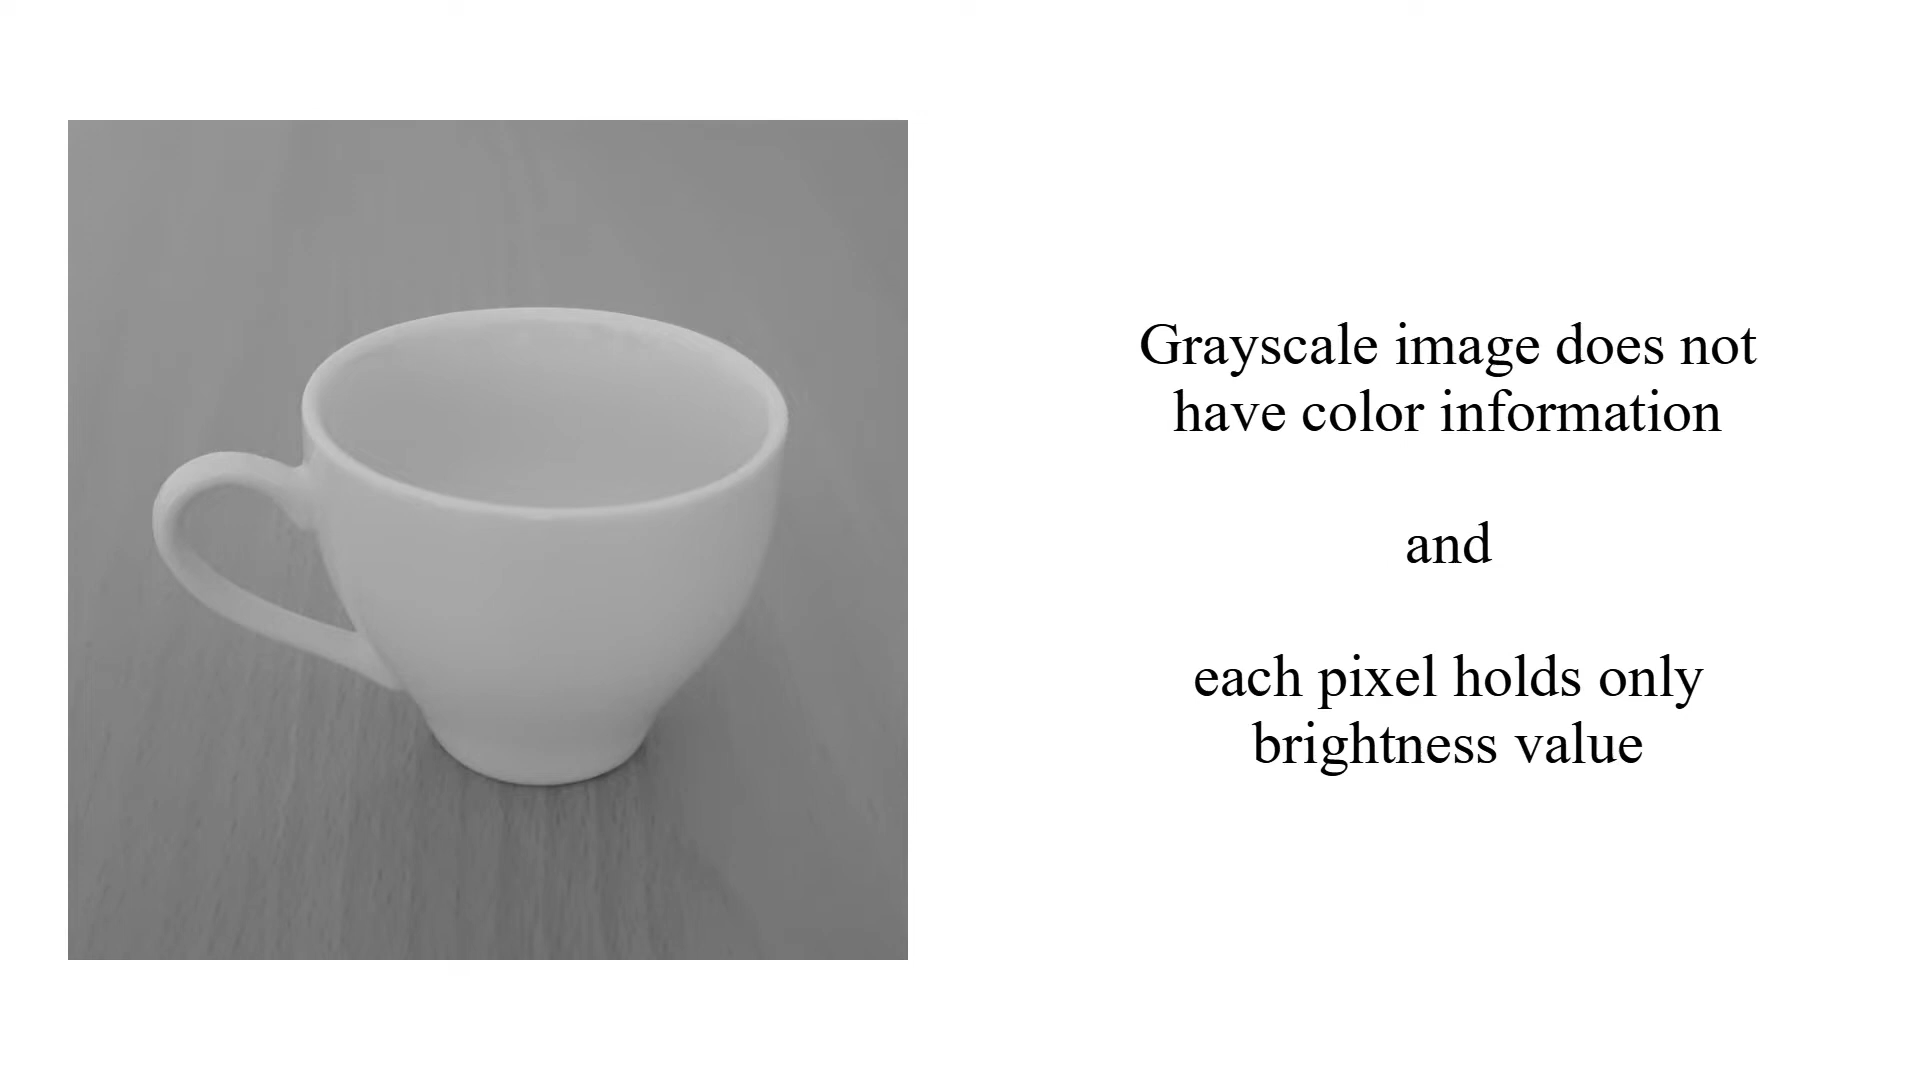 Grayscale image does not
have color information
and
each pixel holds only
brightness value